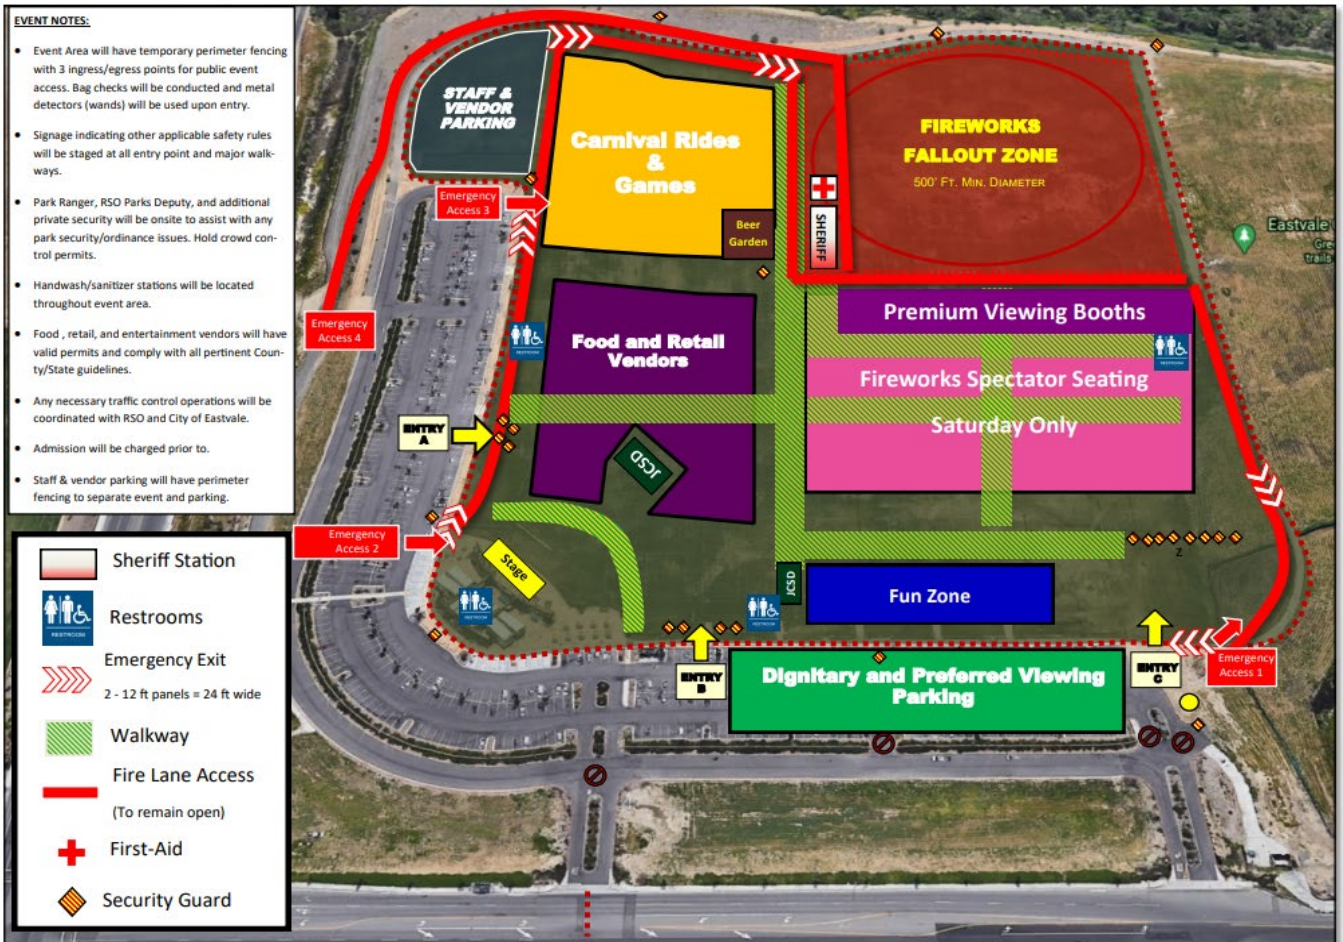 EVENT NOTES:
• Event Area will have temporary perimeter fencing
with 3 ingress/egress points for public event
access. Bag checks will be conducted and metal
detectors (wands) will be used upon entry.
• Signage indicating other applicable safety rules
will be staged at all entry point and major walk-
ways.
• Park Ranger, RSO Parks Deputy, and additional
private security will be onsite to assist with any
park security/ordinance issues. Hold crowd con-
trol permits.
• Handwash/sanitizer stations will be located
throughout event area.
• Food , retail, and entertainment vendors will have
valid permits and comply with all pertinent Coun-
ty/State guidelines.
• Any necessary traffic control operations will be
coordinated with RSO and City of Eastvale.
• Admission will be charged prior to.
• Staff & vendor parking will have perimeter
fencing to separate event and parking.
Sheriff Station
RESTROOM
Restrooms
Emergency Exit
2 - 12 ft panels = 24 ft wide
Walkway
Fire Lane Access
(To remain open)
First-Aid
Security Guard
STAFF &
VENDOR
PARKING
Carnival Rides
&
Games
Beer
Garden
FIREWORKS
FALLOUT ZONE
500' FT. MIN. DIAMETER
SHERIFF
Eastvale
Gre
trails
Emergency
Access 3
Emergency
Access 4
RESTROOM
Food and Retail
Vendors
Premium Viewing Booths
RESTROOM
Fireworks Spectator Seating
Saturday Only
ENTRY
A
JCSD
Emergency
Access 2
Stage
RESTROOM
JCSD
RESTROOM
Fun Zone
Z
ENTRY
B
Dignitary and Preferred Viewing
Parking
ENTRY
C
Emergency
Access 1